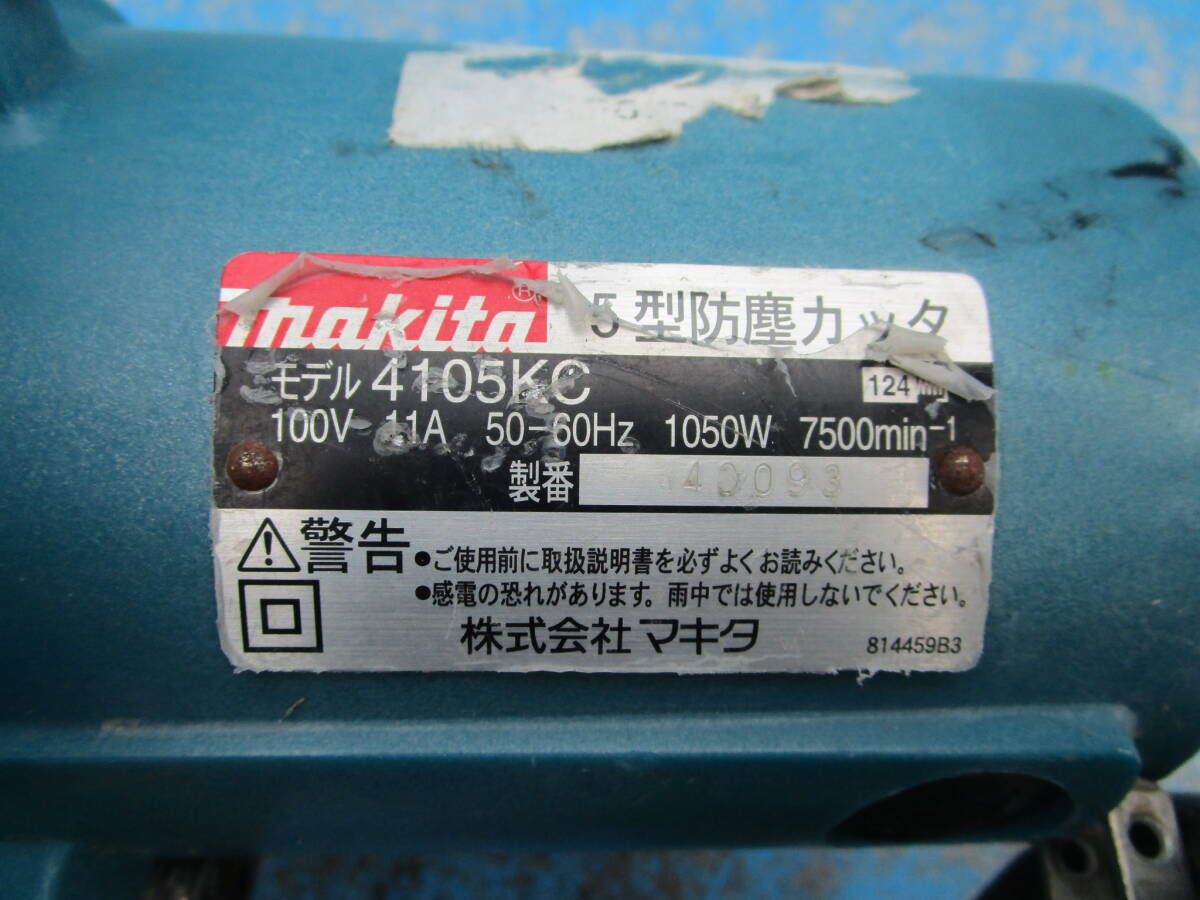 makita®
5型防塵カッタ
モデル 4105KC 124mm
100V 11A 50-60Hz 1050W 7500min⁻¹
製番 40093
警告 ●ご使用前に取扱説明書を必ずよくお読みください。
●感電の恐れがあります。雨中では使用しないでください。
株式会社マキタ 814459B3